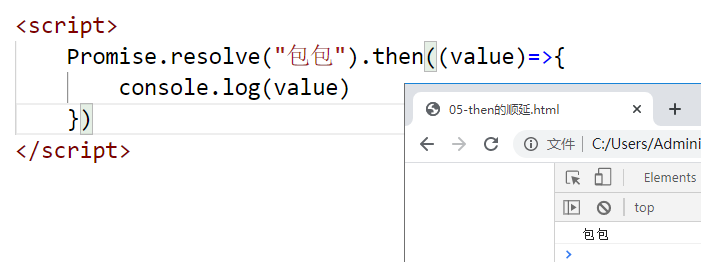 <script>
Promise.resolve("包包").then((value)=>{
console.log(value)
})
</script>
05-then的顺延.html
文件 C:/Users/Admini
Elements
top
包包